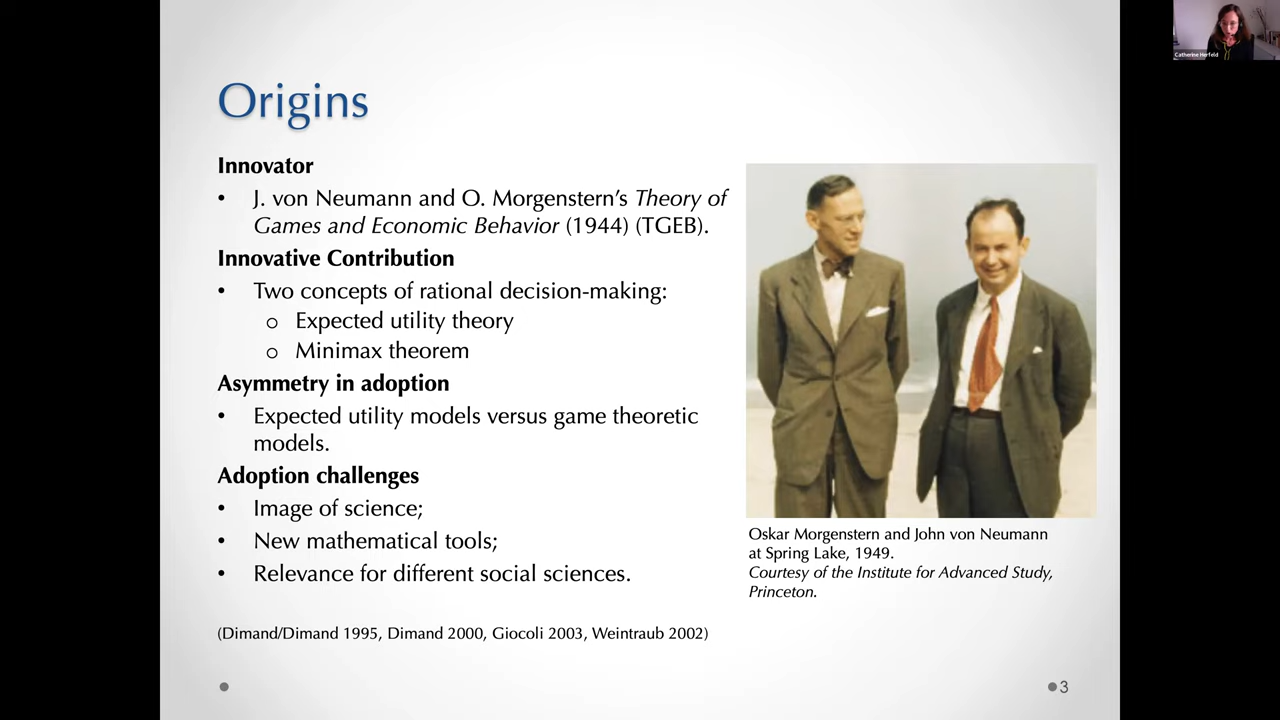 Origins
Innovator
• J. von Neumann and O. Morgenstern's Theory of
Games and Economic Behavior (1944) (TGEB).
Innovative Contribution
• Two concepts of rational decision-making:
o Expected utility theory
o Minimax theorem
Asymmetry in adoption
• Expected utility models versus game theoretic
models.
Adoption challenges
• Image of science;
• New mathematical tools;
• Relevance for different social sciences.
(Dimand/Dimand 1995, Dimand 2000, Giocoli 2003, Weintraub 2002)
Oskar Morgenstern and John von Neumann
at Spring Lake, 1949.
Courtesy of the Institute for Advanced Study,
Princeton.
3
Catherine Herfeld